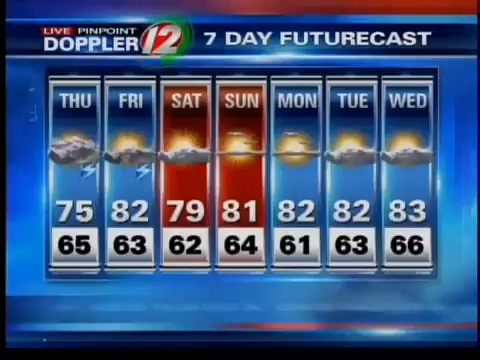 LIVE PINPOINT
DOPPLER 12
7 DAY FUTURECAST
THU FRI SAT SUN MON TUE WED
75 82 79 81 82 82 83
65 63 62 64 61 63 66